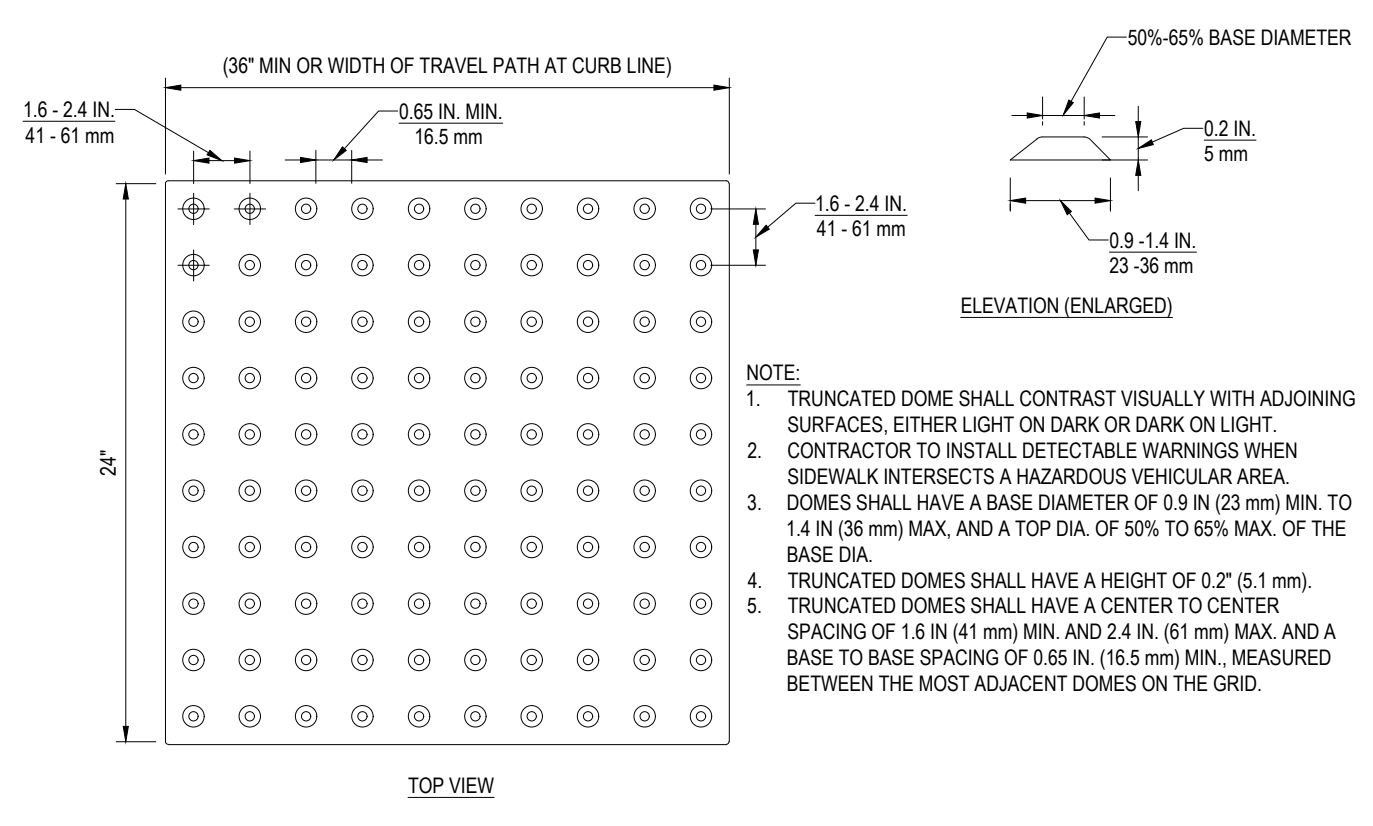 50%-65% BASE DIAMETER
(36" MIN OR WIDTH OF TRAVEL PATH AT CURB LINE)
1.6 - 2.4 IN.
41 - 61 mm
0.65 IN. MIN.
16.5 mm
0.2 IN.
5 mm
1.6 - 2.4 IN.
41 - 61 mm
0.9 -1.4 IN.
23 -36 mm
ELEVATION (ENLARGED)
24"
NOTE:
1. TRUNCATED DOME SHALL CONTRAST VISUALLY WITH ADJOINING
SURFACES, EITHER LIGHT ON DARK OR DARK ON LIGHT.
2. CONTRACTOR TO INSTALL DETECTABLE WARNINGS WHEN
SIDEWALK INTERSECTS A HAZARDOUS VEHICULAR AREA.
3. DOMES SHALL HAVE A BASE DIAMETER OF 0.9 IN (23 mm) MIN. TO
1.4 IN (36 mm) MAX, AND A TOP DIA. OF 50% TO 65% MAX. OF THE
BASE DIA.
4. TRUNCATED DOMES SHALL HAVE A HEIGHT OF 0.2" (5.1 mm).
5. TRUNCATED DOMES SHALL HAVE A CENTER TO CENTER
SPACING OF 1.6 IN (41 mm) MIN. AND 2.4 IN. (61 mm) MAX. AND A
BASE TO BASE SPACING OF 0.65 IN. (16.5 mm) MIN., MEASURED
BETWEEN THE MOST ADJACENT DOMES ON THE GRID.
TOP VIEW